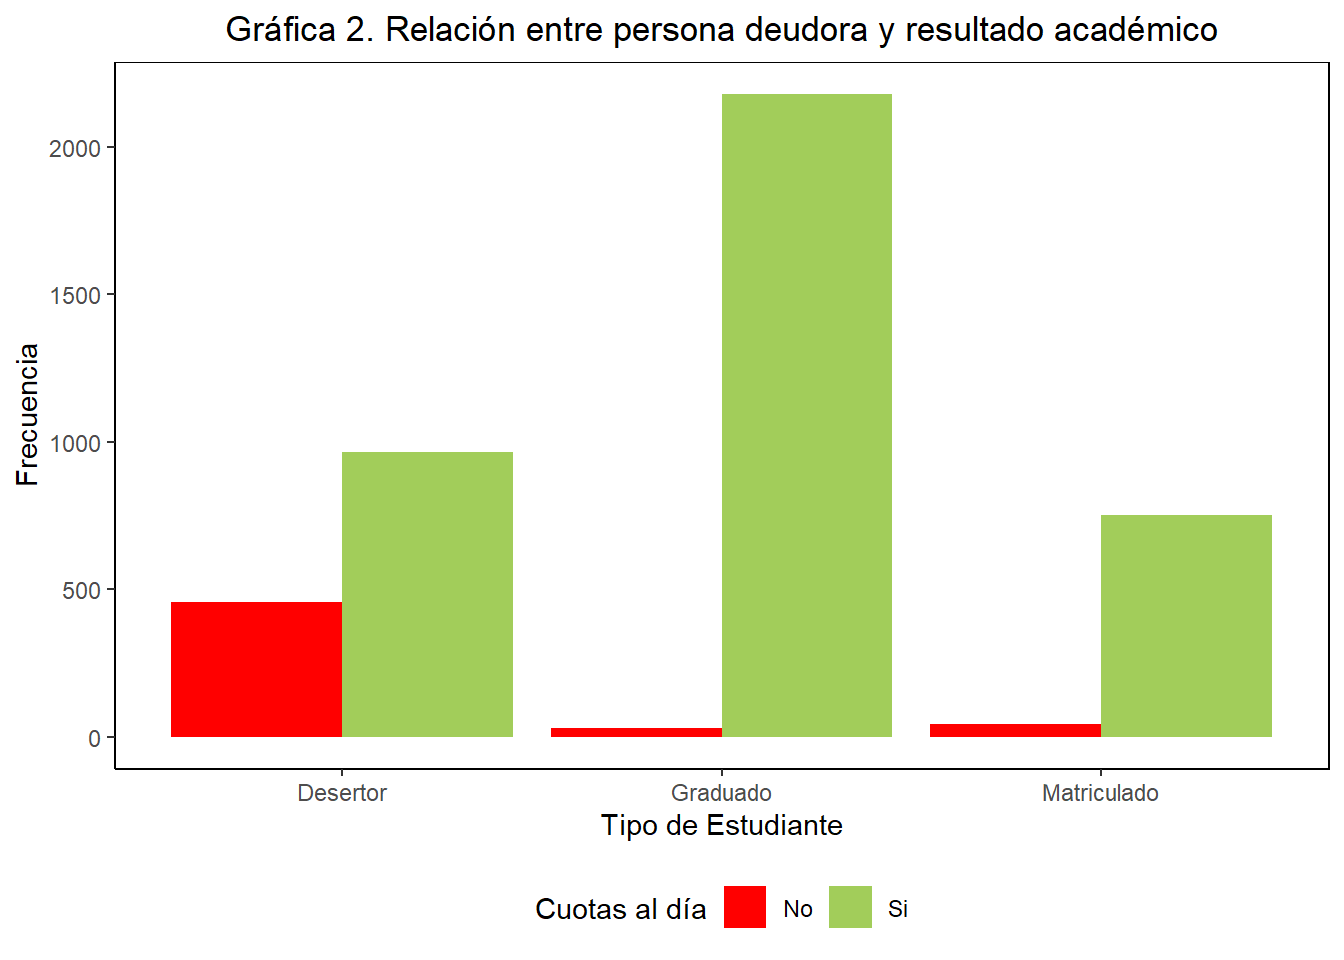 Gráfica 2. Relación entre persona deudora y resultado académico
Frecuencia
2000
1500
1000
500
0
Desertor
Graduado
Matriculado
Tipo de Estudiante
Cuotas al día
No
Si